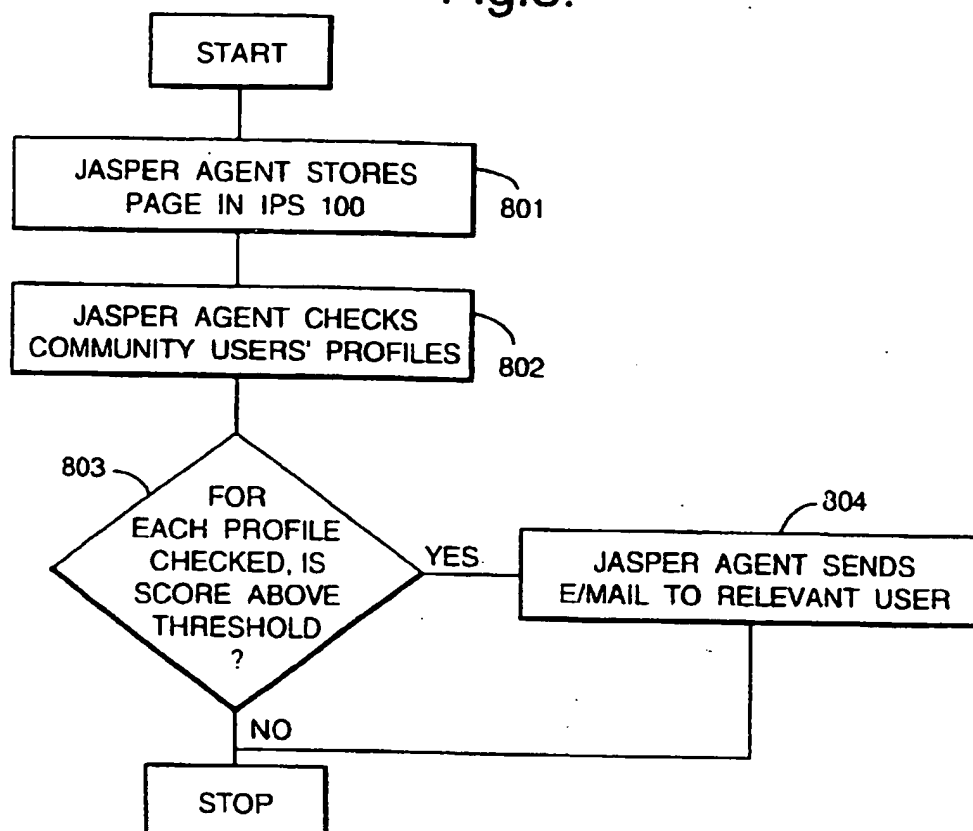 START
JASPER AGENT STORES
PAGE IN IPS 100
801
JASPER AGENT CHECKS
COMMUNITY USERS' PROFILES
802
803
FOR
EACH PROFILE
CHECKED, IS
SCORE ABOVE
THRESHOLD
?
YES
804
JASPER AGENT SENDS
E/MAIL TO RELEVANT USER
NO
STOP